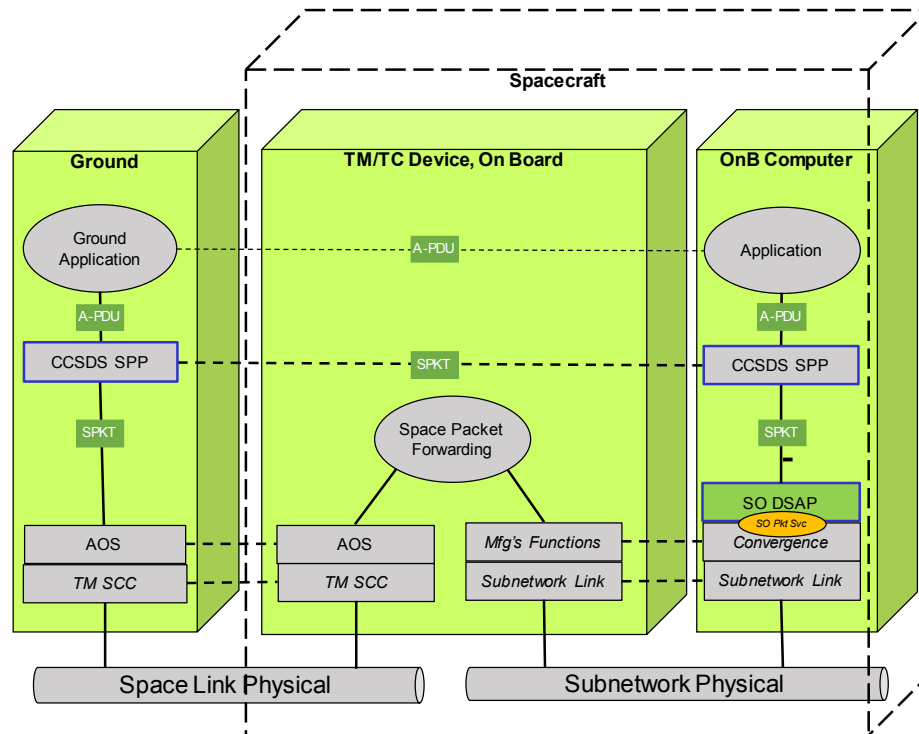 Spacecraft
Ground
TM/TC Device, On Board
OnB Computer
Ground
Application
A-PDU
Application
A-PDU
A-PDU
CCSDS SPP
SPKT
CCSDS SPP
SPKT
Space Packet
Forwarding
SPKT
SO DSAP
SO Pkt Svc
AOS
AOS
Mfg's Functions
Convergence
TM SCC
TM SCC
Subnetwork Link
Subnetwork Link
Space Link Physical
Subnetwork Physical